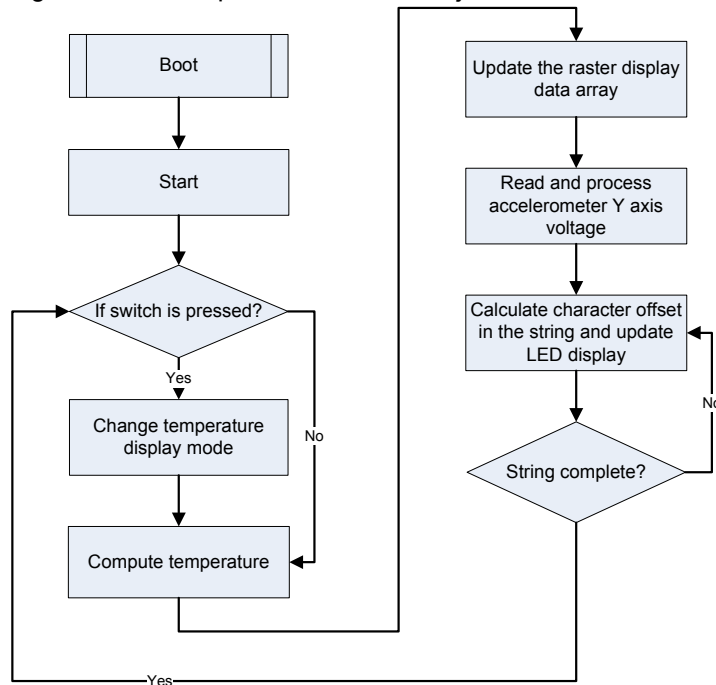 Boot
Start
If switch is pressed?
Yes
No
Change temperature
display mode
Compute temperature
Update the raster display
data array
Read and process
accelerometer Y axis
voltage
Calculate character offset
in the string and update
LED display
No
String complete?
Yes